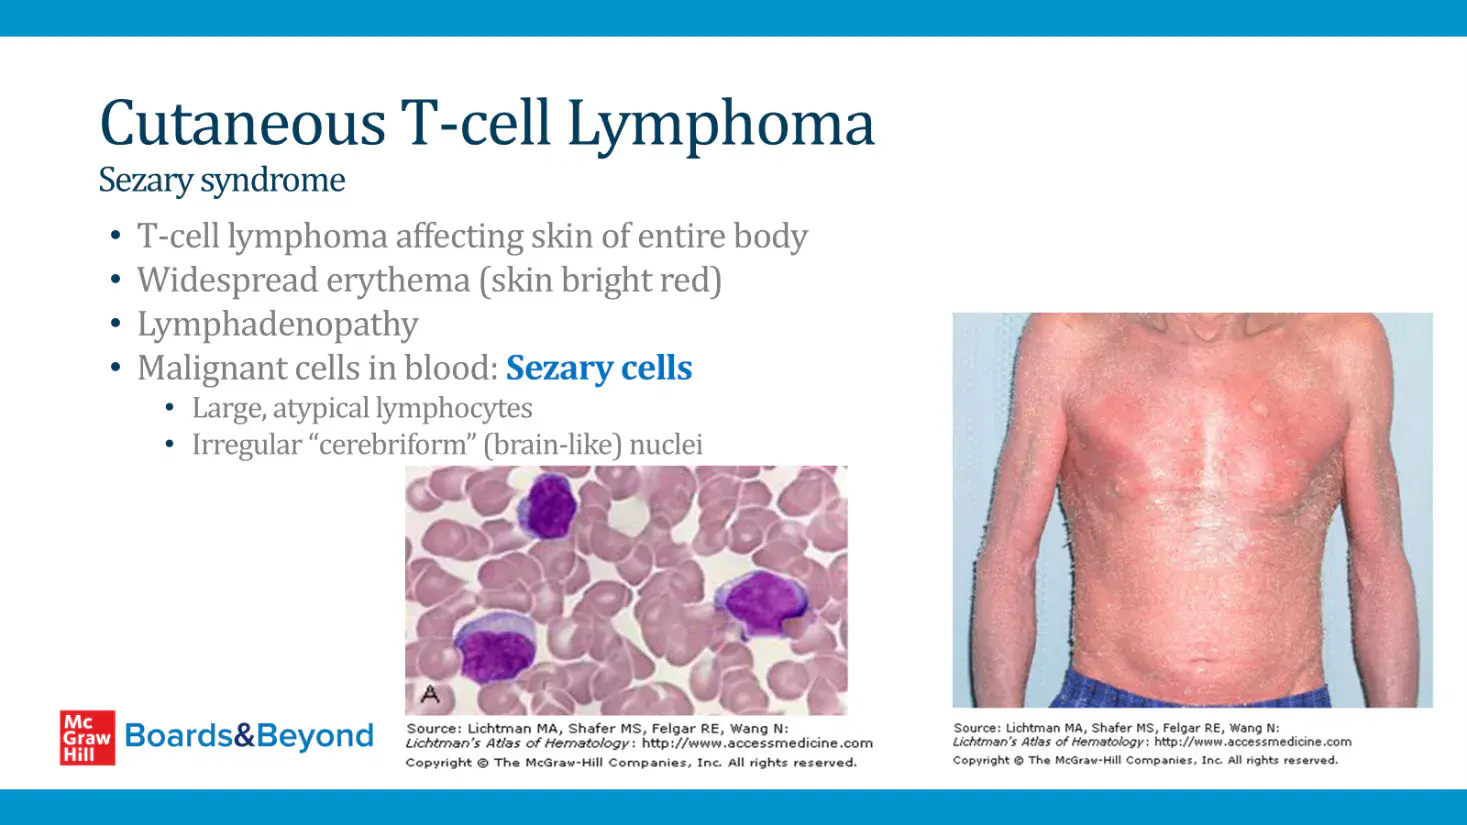 Cutaneous T-cell Lymphoma
Sezary syndrome
• T-cell lymphoma affecting skin of entire body
• Widespread erythema (skin bright red)
• Lymphadenopathy
• Malignant cells in blood: Sezary cells
• Large, atypical lymphocytes
• Irregular “cerebriform” (brain-like) nuclei
A
Source: Lichtman MA, Shafer MS, Felgar RE, Wang N:
Lichtman's Atlas of Hematology: http://www.accessmedicine.com
Copyright © The McGraw-Hill Companies, Inc. All rights reserved.
Source: Lichtman MA, Shafer MS, Felgar RE, Wang N:
Lichtman's Atlas of Hematology: http://www.accessmedicine.com
Copyright © The McGraw-Hill Companies, Inc. All rights reserved.
Mc
Graw
Hill
Boards&Beyond